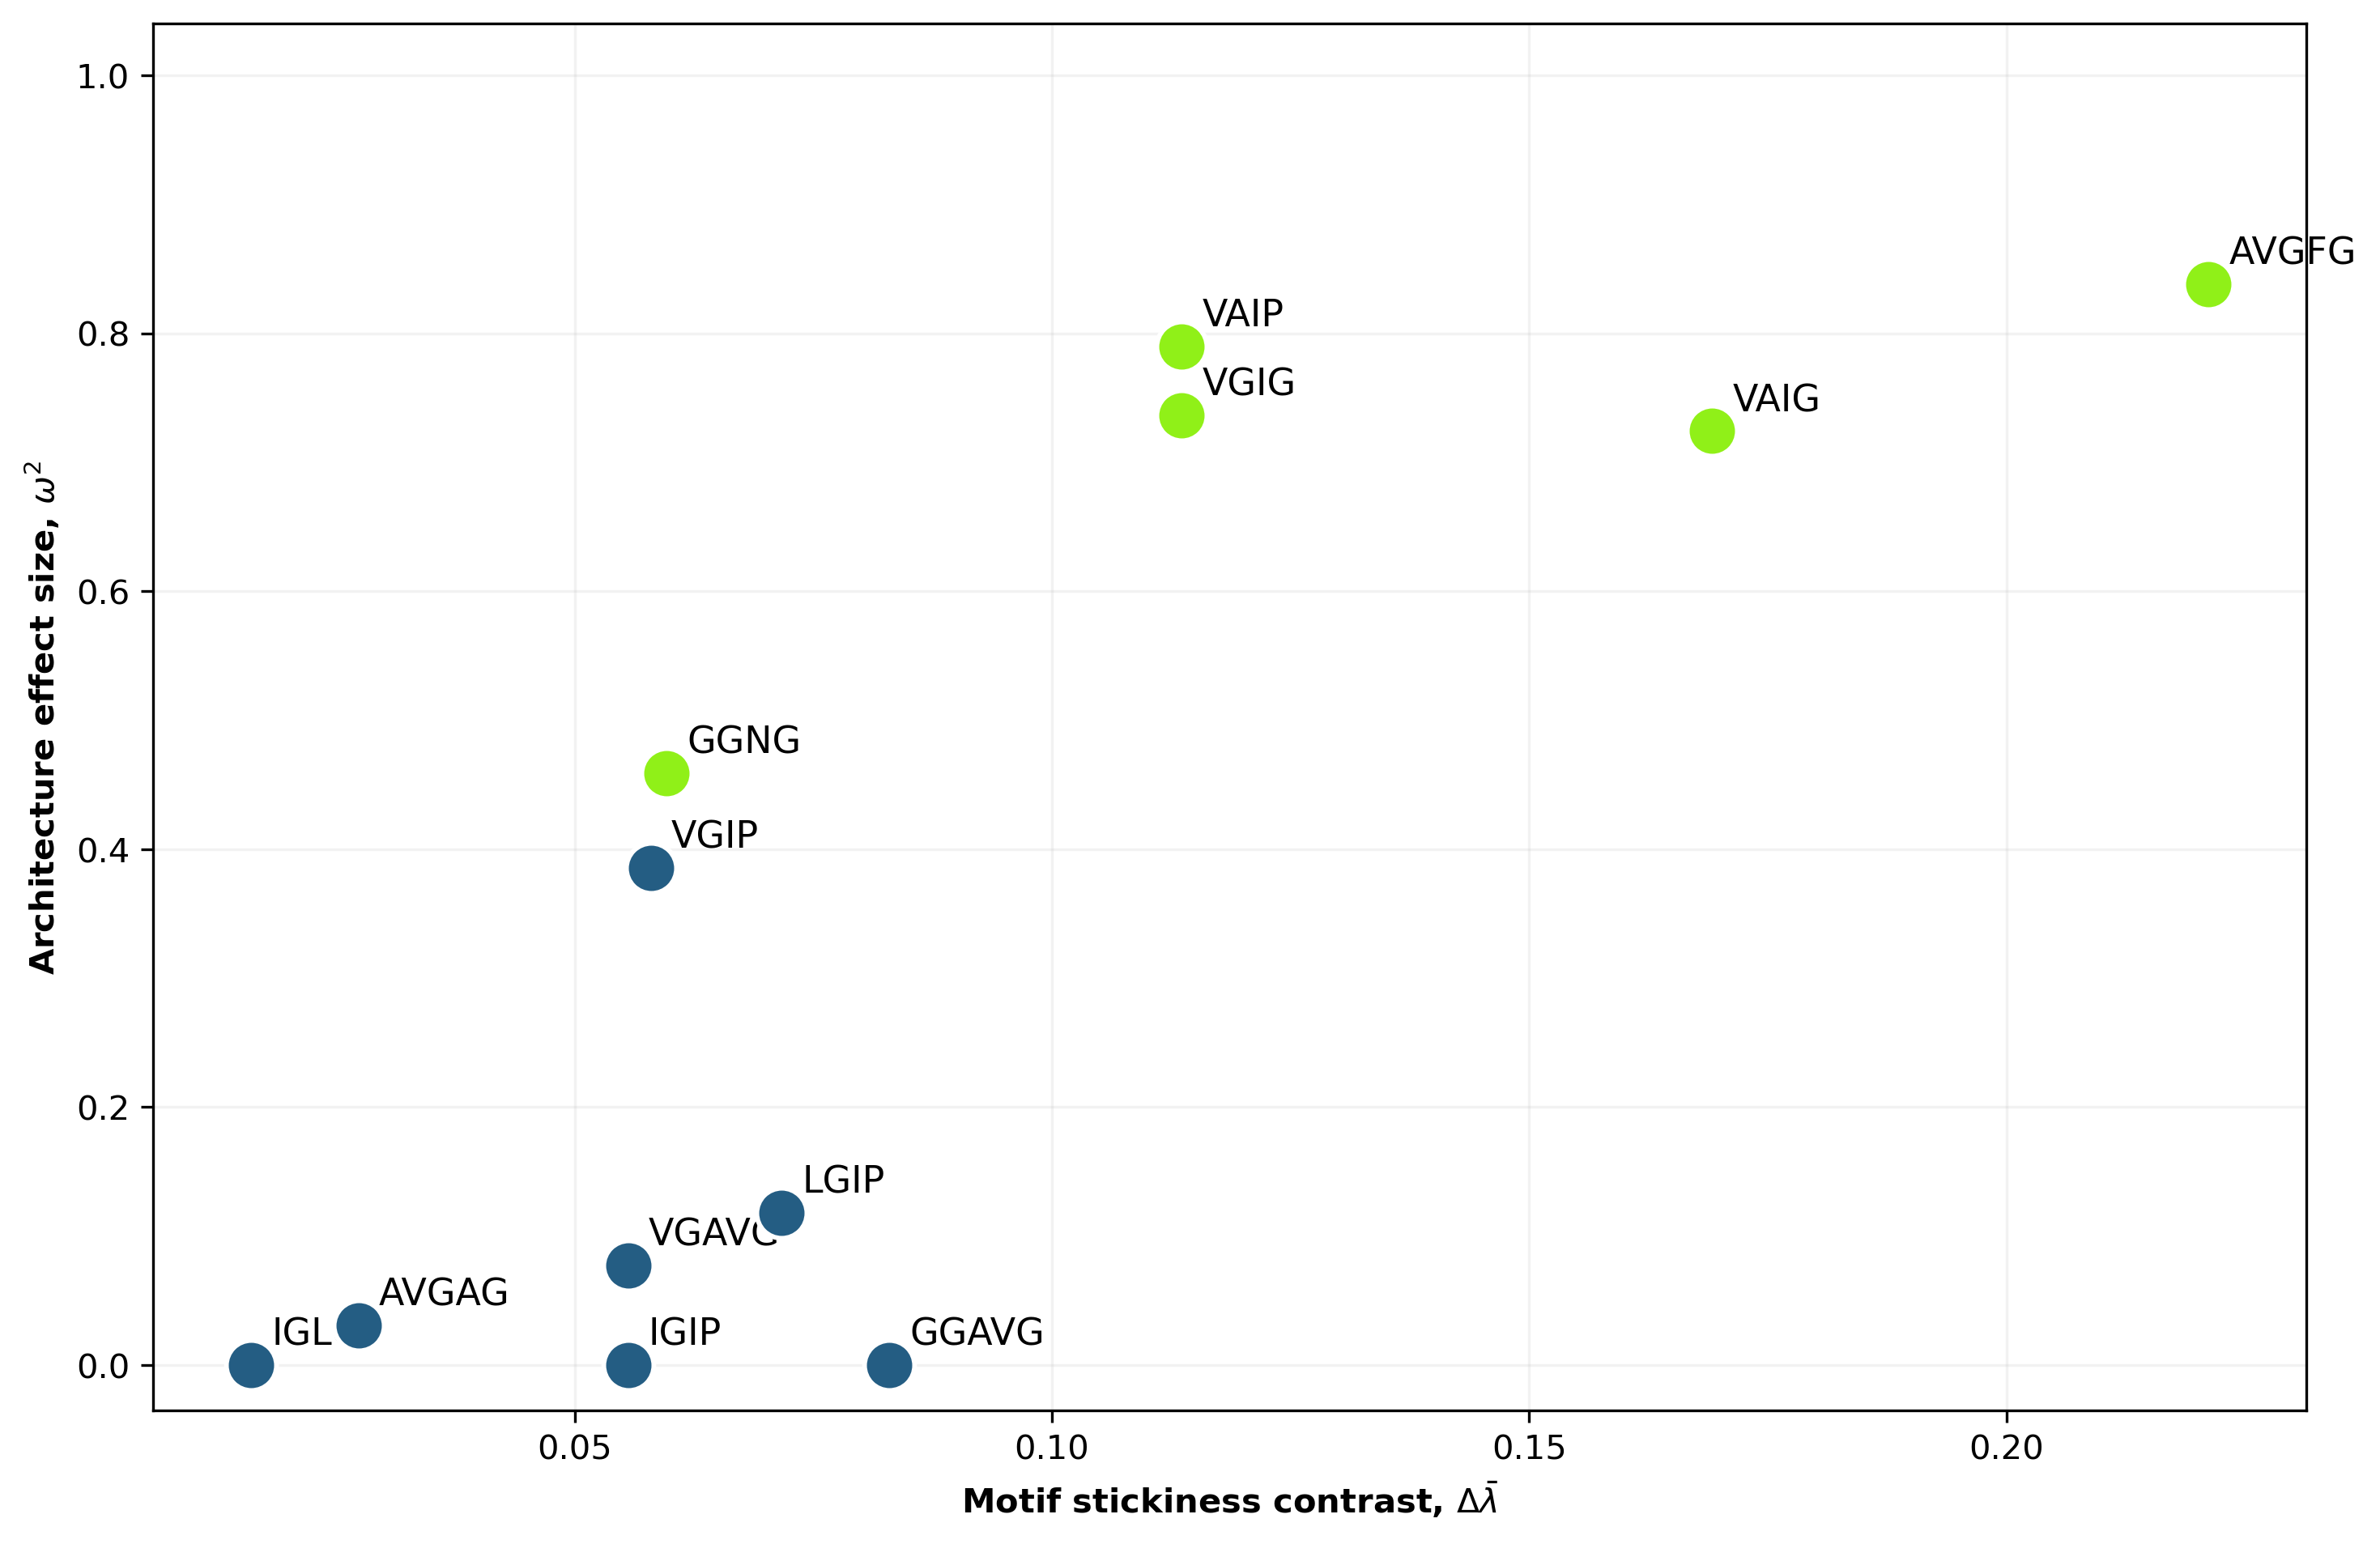 1.0
0.8
0.6
0.4
0.2
0.0
Architecture effect size, ω²
AVGFG
VAIP
VGIG
VAIG
GGNG
VGIP
LGIP
AVGAG
IGL
IGIP
GGAVG
0.05
0.10
0.15
0.20
Motif stickiness contrast, Δλ̄